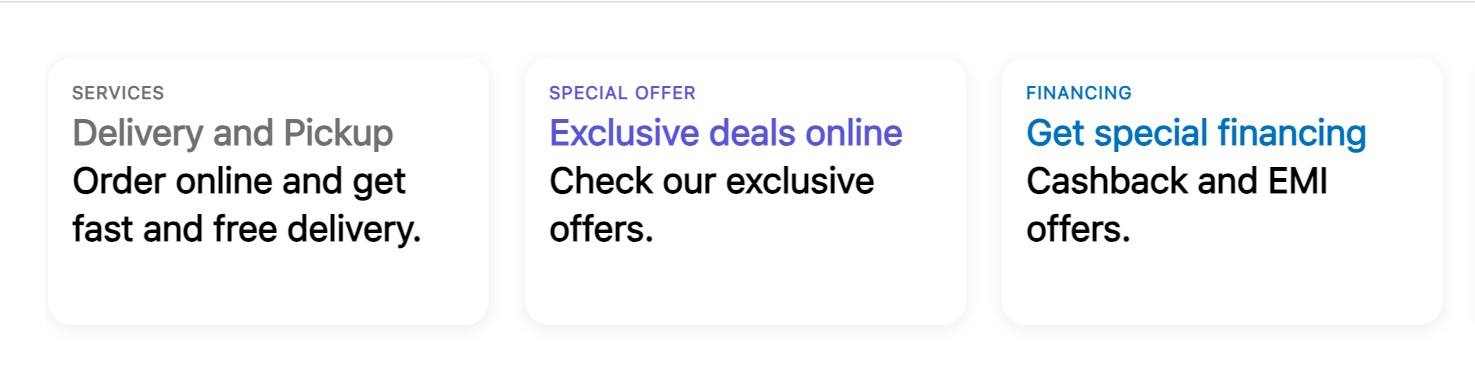 SERVICES
Delivery and Pickup
Order online and get
fast and free delivery.
SPECIAL OFFER
Exclusive deals online
Check our exclusive
offers.
FINANCING
Get special financing
Cashback and EMI
offers.